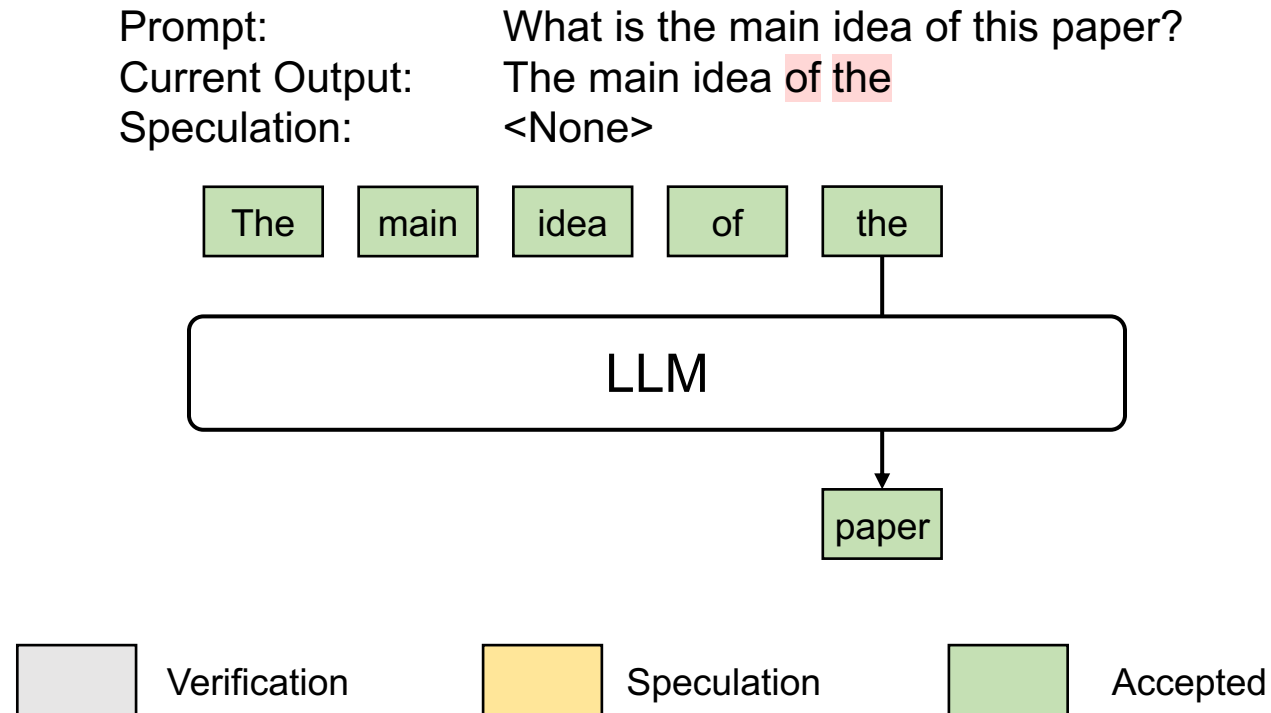 Prompt: What is the main idea of this paper?
Current Output: The main idea of the
Speculation: <None>
The main idea of the
LLM
paper
Verification Speculation Accepted